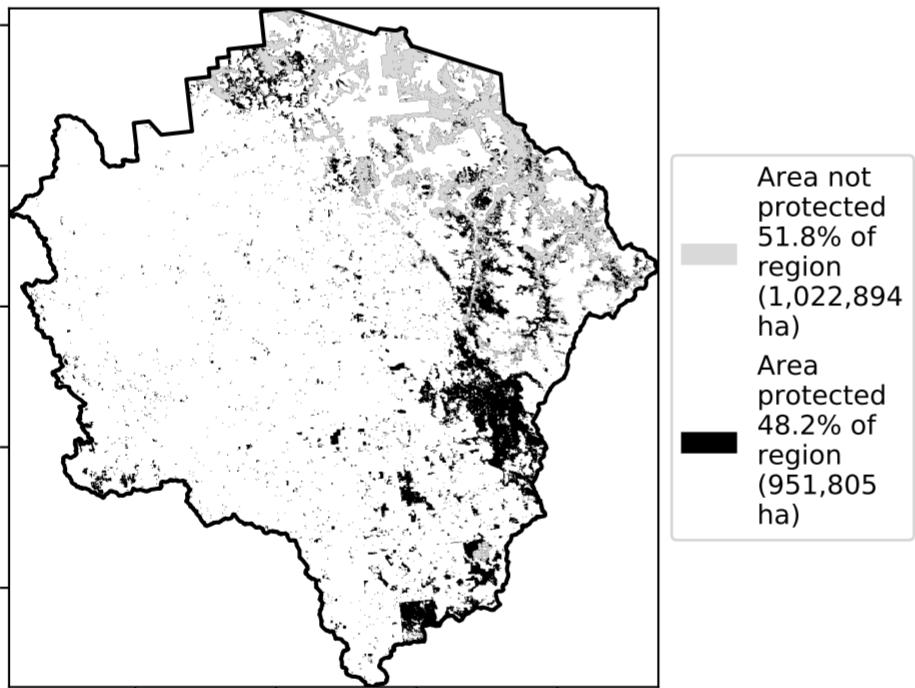 Area not
protected
51.8% of
region
(1,022,894
ha)
Area
protected
48.2% of
region
(951,805
ha)